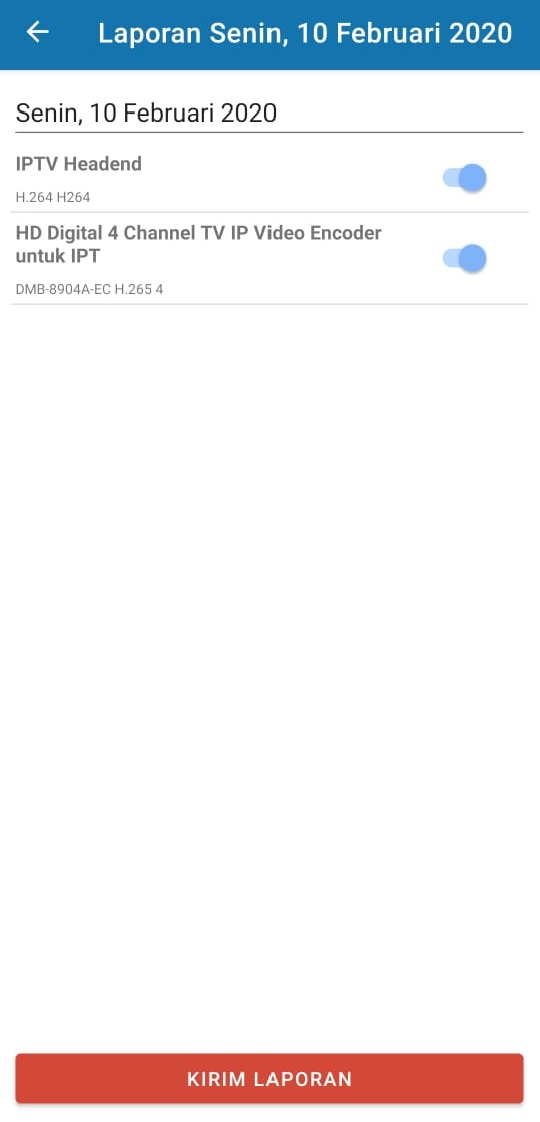 Laporan Senin, 10 Februari 2020
Senin, 10 Februari 2020
IPTV Headend
H.264 H264
HD Digital 4 Channel TV IP Video Encoder
untuk IPT
DMB-8904A-EC H.265 4
KIRIM LAPORAN